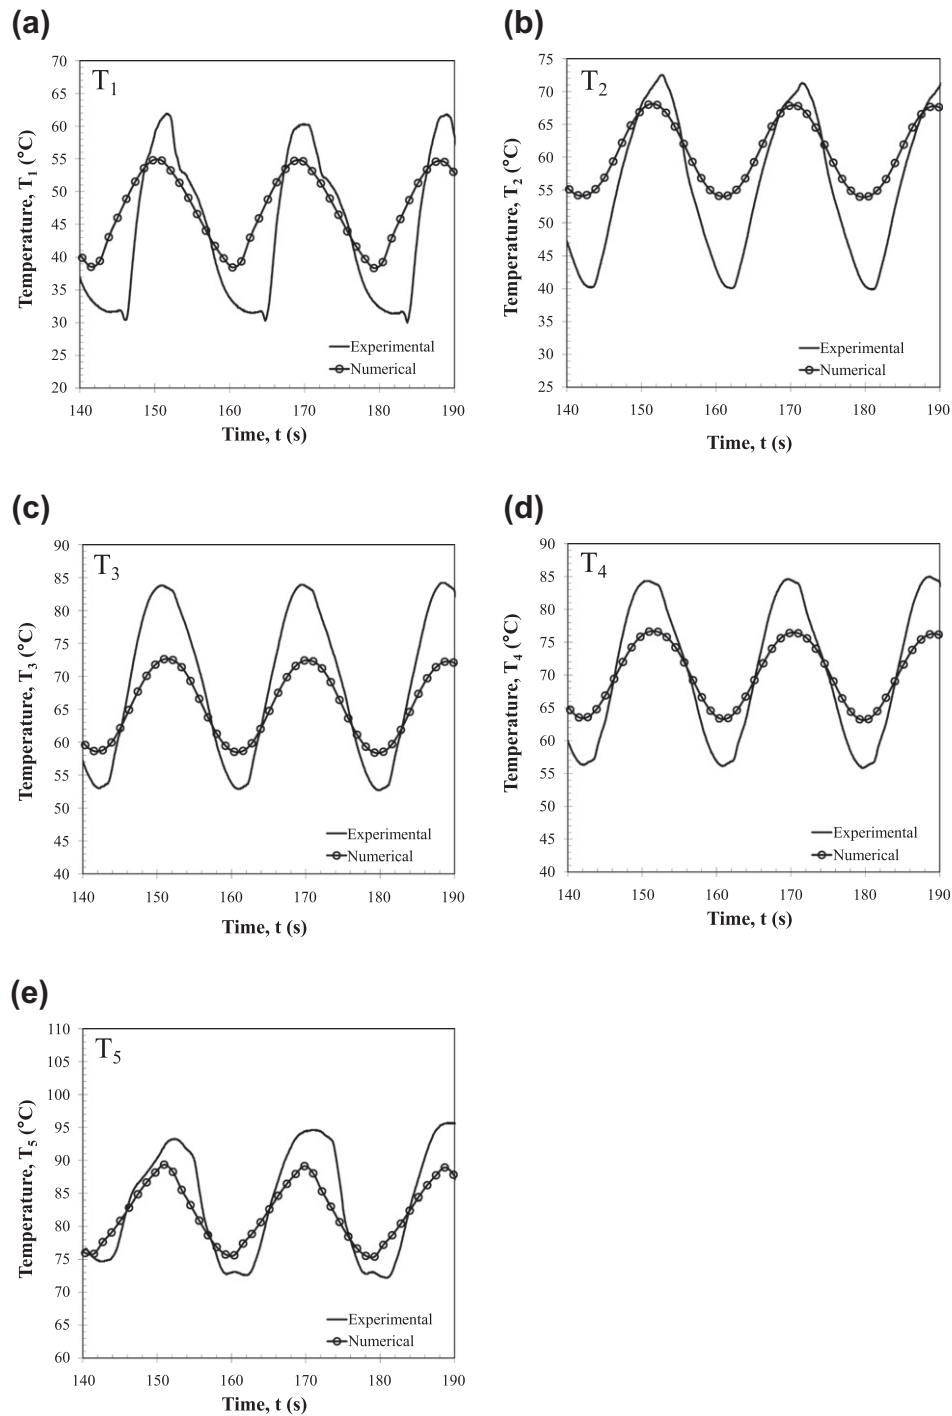 (a)
T1
Temperature, T1 (°C)
70
65
60
55
50
45
40
35
30
25
20
Experimental
Numerical
140 150 160 170 180 190
Time, t (s)
(b)
T2
Temperature, T2 (°C)
75
70
65
60
55
50
45
40
35
30
25
Experimental
Numerical
140 150 160 170 180 190
Time, t (s)
(c)
T3
Temperature, T3 (°C)
90
85
80
75
70
65
60
55
50
45
40
Experimental
Numerical
140 150 160 170 180 190
Time, t (s)
(d)
T4
Temperature, T4 (°C)
90
85
80
75
70
65
60
55
50
45
40
Experimental
Numerical
140 150 160 170 180 190
Time, t (s)
(e)
T5
Temperature, T5 (°C)
110
105
100
95
90
85
80
75
70
65
60
Experimental
Numerical
140 150 160 170 180 190
Time, t (s)